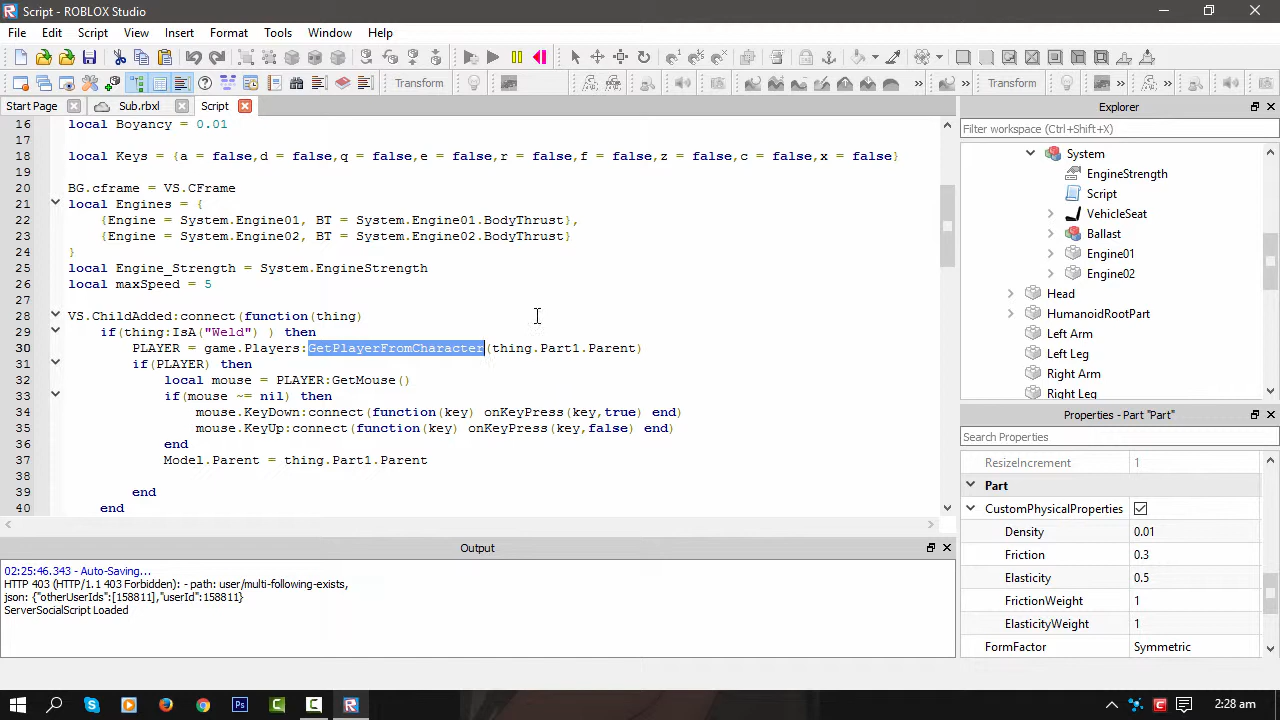 Script - ROBLOX Studio
File Edit Script View Insert Format Tools Window Help
Transform
Transform
Start Page Sub.rbxl Script
16 local Boyancy = 0.01
17
18 local Keys = {a = false,d = false,q = false,e = false,r = false,f = false,z = false,c = false,x = false}
19
20 BG.cframe = VS.CFrame
21 local Engines = {
22 {Engine = System.Engine01, BT = System.Engine01.BodyThrust},
23 {Engine = System.Engine02, BT = System.Engine02.BodyThrust}
24 }
25 local Engine_Strength = System.EngineStrength
26 local maxSpeed = 5
27
28 VS.ChildAdded:connect(function(thing)
29 if(thing:IsA("Weld") ) then
30 PLAYER = game.Players:GetPlayerFromCharacter(thing.Part1.Parent)
31 if(PLAYER) then
32 local mouse = PLAYER:GetMouse()
33 if(mouse ~= nil) then
34 mouse.KeyDown:connect(function(key) onKeyPress(key,true) end)
35 mouse.KeyUp:connect(function(key) onKeyPress(key,false) end)
36 end
37 Model.Parent = thing.Part1.Parent
38
39 end
40 end
Output
02:25:46.343 - Auto-Saving...
HTTP 403 (HTTP/1.1 403 Forbidden): - path: user/multi-following-exists,
json: {"otherUserIds":[158811],"userId":158811}
ServerSocialScript Loaded
Explorer
Filter workspace (Ctrl+Shift+X)
System
EngineStrength
Script
VehicleSeat
Ballast
Engine01
Engine02
Head
HumanoidRootPart
Left Arm
Left Leg
Right Arm
Right Leg
Properties - Part "Part"
Search Properties
ResizeIncrement 1
Part
CustomPhysicalProperties
Density 0.01
Friction 0.3
Elasticity 0.5
FrictionWeight 1
ElasticityWeight 1
FormFactor Symmetric
2:28 am